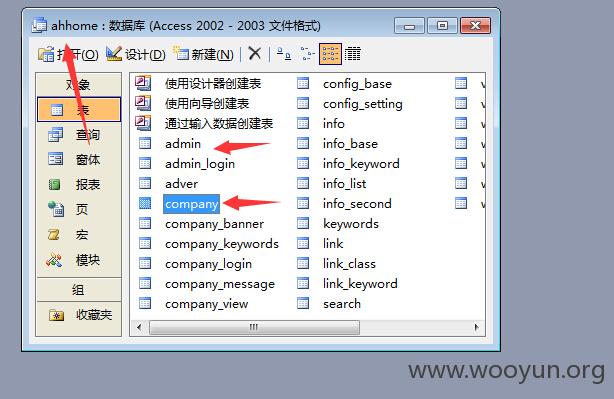 ahhome : 数据库 (Access 2002 - 2003 文件格式)
打开(O) 设计(D) 新建(N)
对象
表
查询
窗体
报表
页
宏
模块
组
收藏夹
使用设计器创建表
使用向导创建表
通过输入数据创建表
admin
admin_login
adver
company
company_banner
company_keywords
company_login
company_message
company_view
config_base
config_setting
info
info_base
info_keyword
info_list
info_second
keywords
link
link_class
link_keyword
search
www.wooyun.org